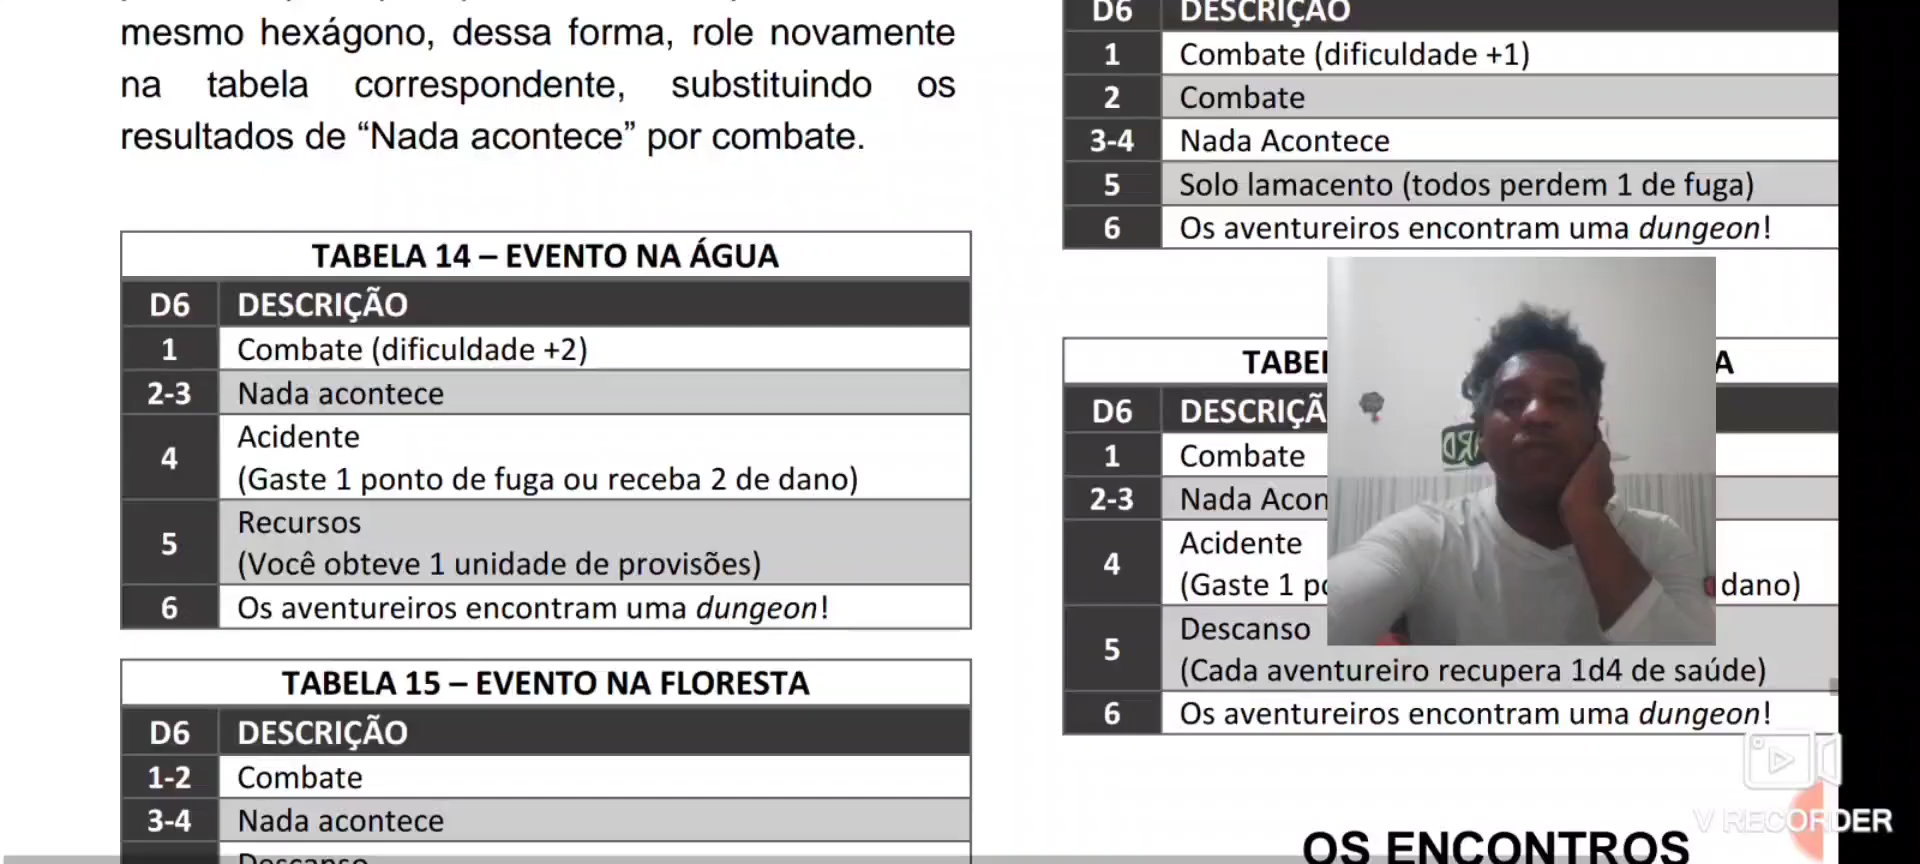 mesmo hexágono, dessa forma, role novamente
na tabela correspondente, substituindo os
resultados de “Nada acontece” por combate.
TABELA 14 – EVENTO NA ÁGUA
D6 DESCRIÇÃO
1 Combate (dificuldade +2)
2-3 Nada acontece
4 Acidente
(Gaste 1 ponto de fuga ou receba 2 de dano)
5 Recursos
(Você obteve 1 unidade de provisões)
6 Os aventureiros encontram uma dungeon!
TABELA 15 – EVENTO NA FLORESTA
D6 DESCRIÇÃO
1-2 Combate
3-4 Nada acontece
Descanso
D6 DESCRIÇÃO
1 Combate (dificuldade +1)
2 Combate
3-4 Nada Acontece
5 Solo lamacento (todos perdem 1 de fuga)
6 Os aventureiros encontram uma dungeon!
TABE A
D6 DESCRIÇÃ
1 Combate
2-3 Nada Acon
4 Acidente
(Gaste 1 po dano)
5 Descanso
(Cada aventureiro recupera 1d4 de saúde)
6 Os aventureiros encontram uma dungeon!
OS ENCONTROS
V RECORDER